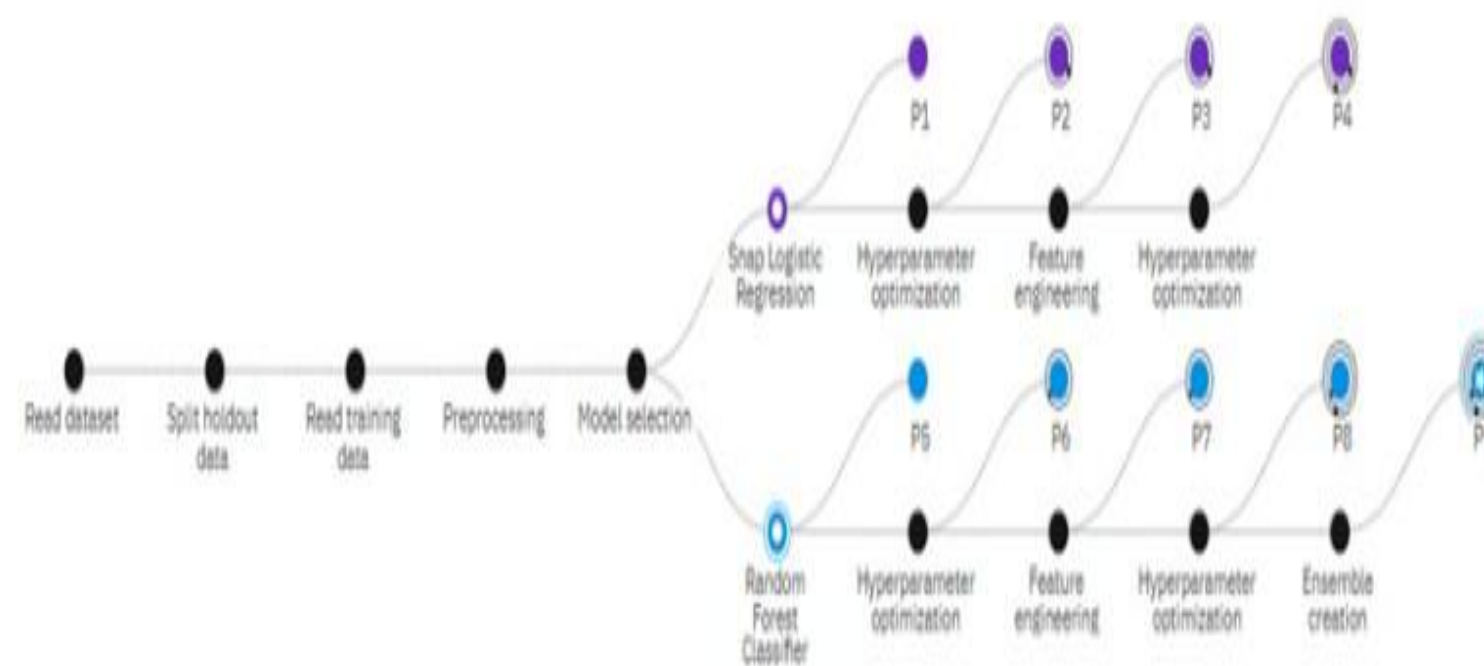 P1
P2
P3
P4
Snap Logistic
Regression
Hyperparameter
optimization
Feature
engineering
Hyperparameter
optimization
Read dataset
Split holdout
data
Read training
data
Preprocessing
Model selection
P5
P6
P7
P8
P
Random
Forest
Classifier
Hyperparameter
optimization
Feature
engineering
Hyperparameter
optimization
Ensemble
creation